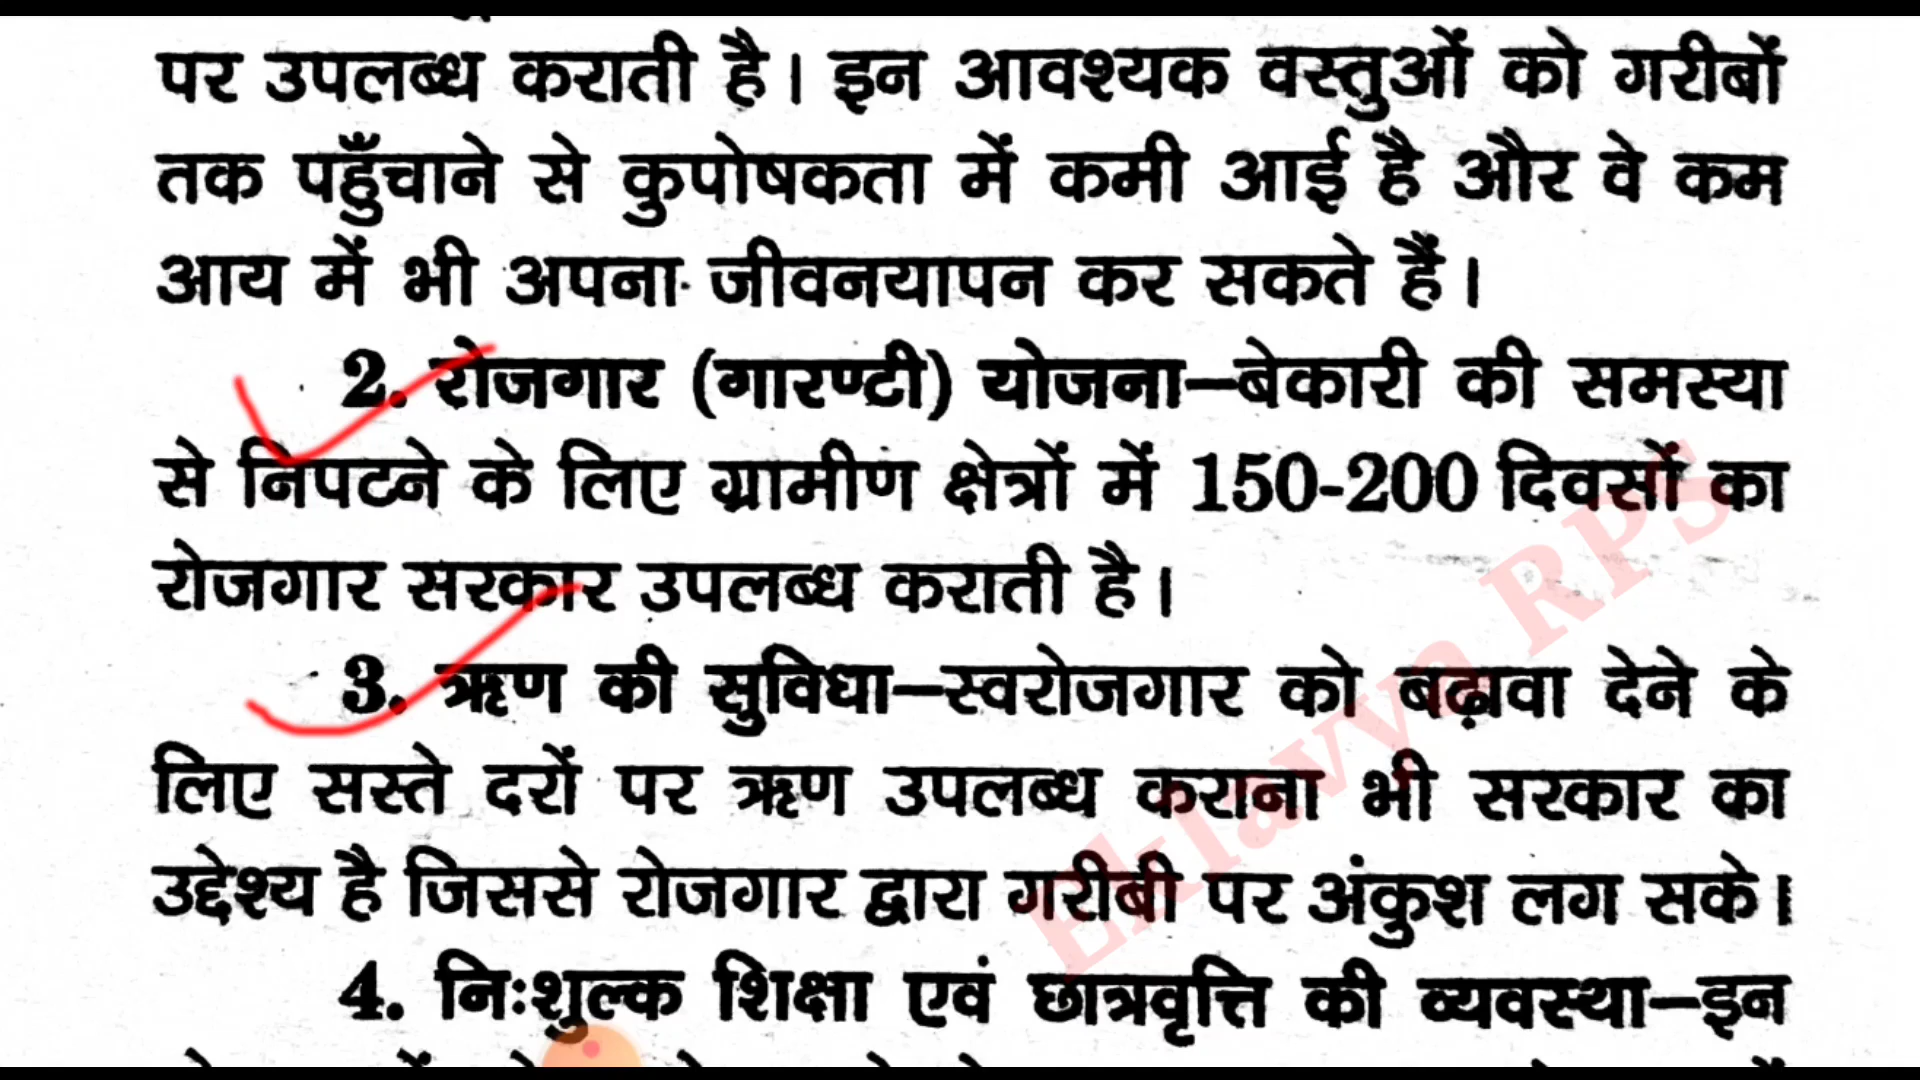 पर उपलब्ध कराती है। इन आवश्यक वस्तुओं को गरीबों
तक पहुँचाने से कुपोषकता में कमी आई है और वे कम
आय में भी अपना जीवनयापन कर सकते हैं।
2. रोजगार (गारण्टी) योजना–बेकारी की समस्या
से निपटने के लिए ग्रामीण क्षेत्रों में 150-200 दिवसों का
रोजगार सरकार उपलब्ध कराती है।
3. ऋण की सुविधा–स्वरोजगार को बढ़ावा देने के
लिए सस्ते दरों पर ऋण उपलब्ध कराना भी सरकार का
उद्देश्य है जिससे रोजगार द्वारा गरीबी पर अंकुश लग सके।
4. निःशुल्क शिक्षा एवं छात्रवृत्ति की व्यवस्था–इन
Eklavya RPS